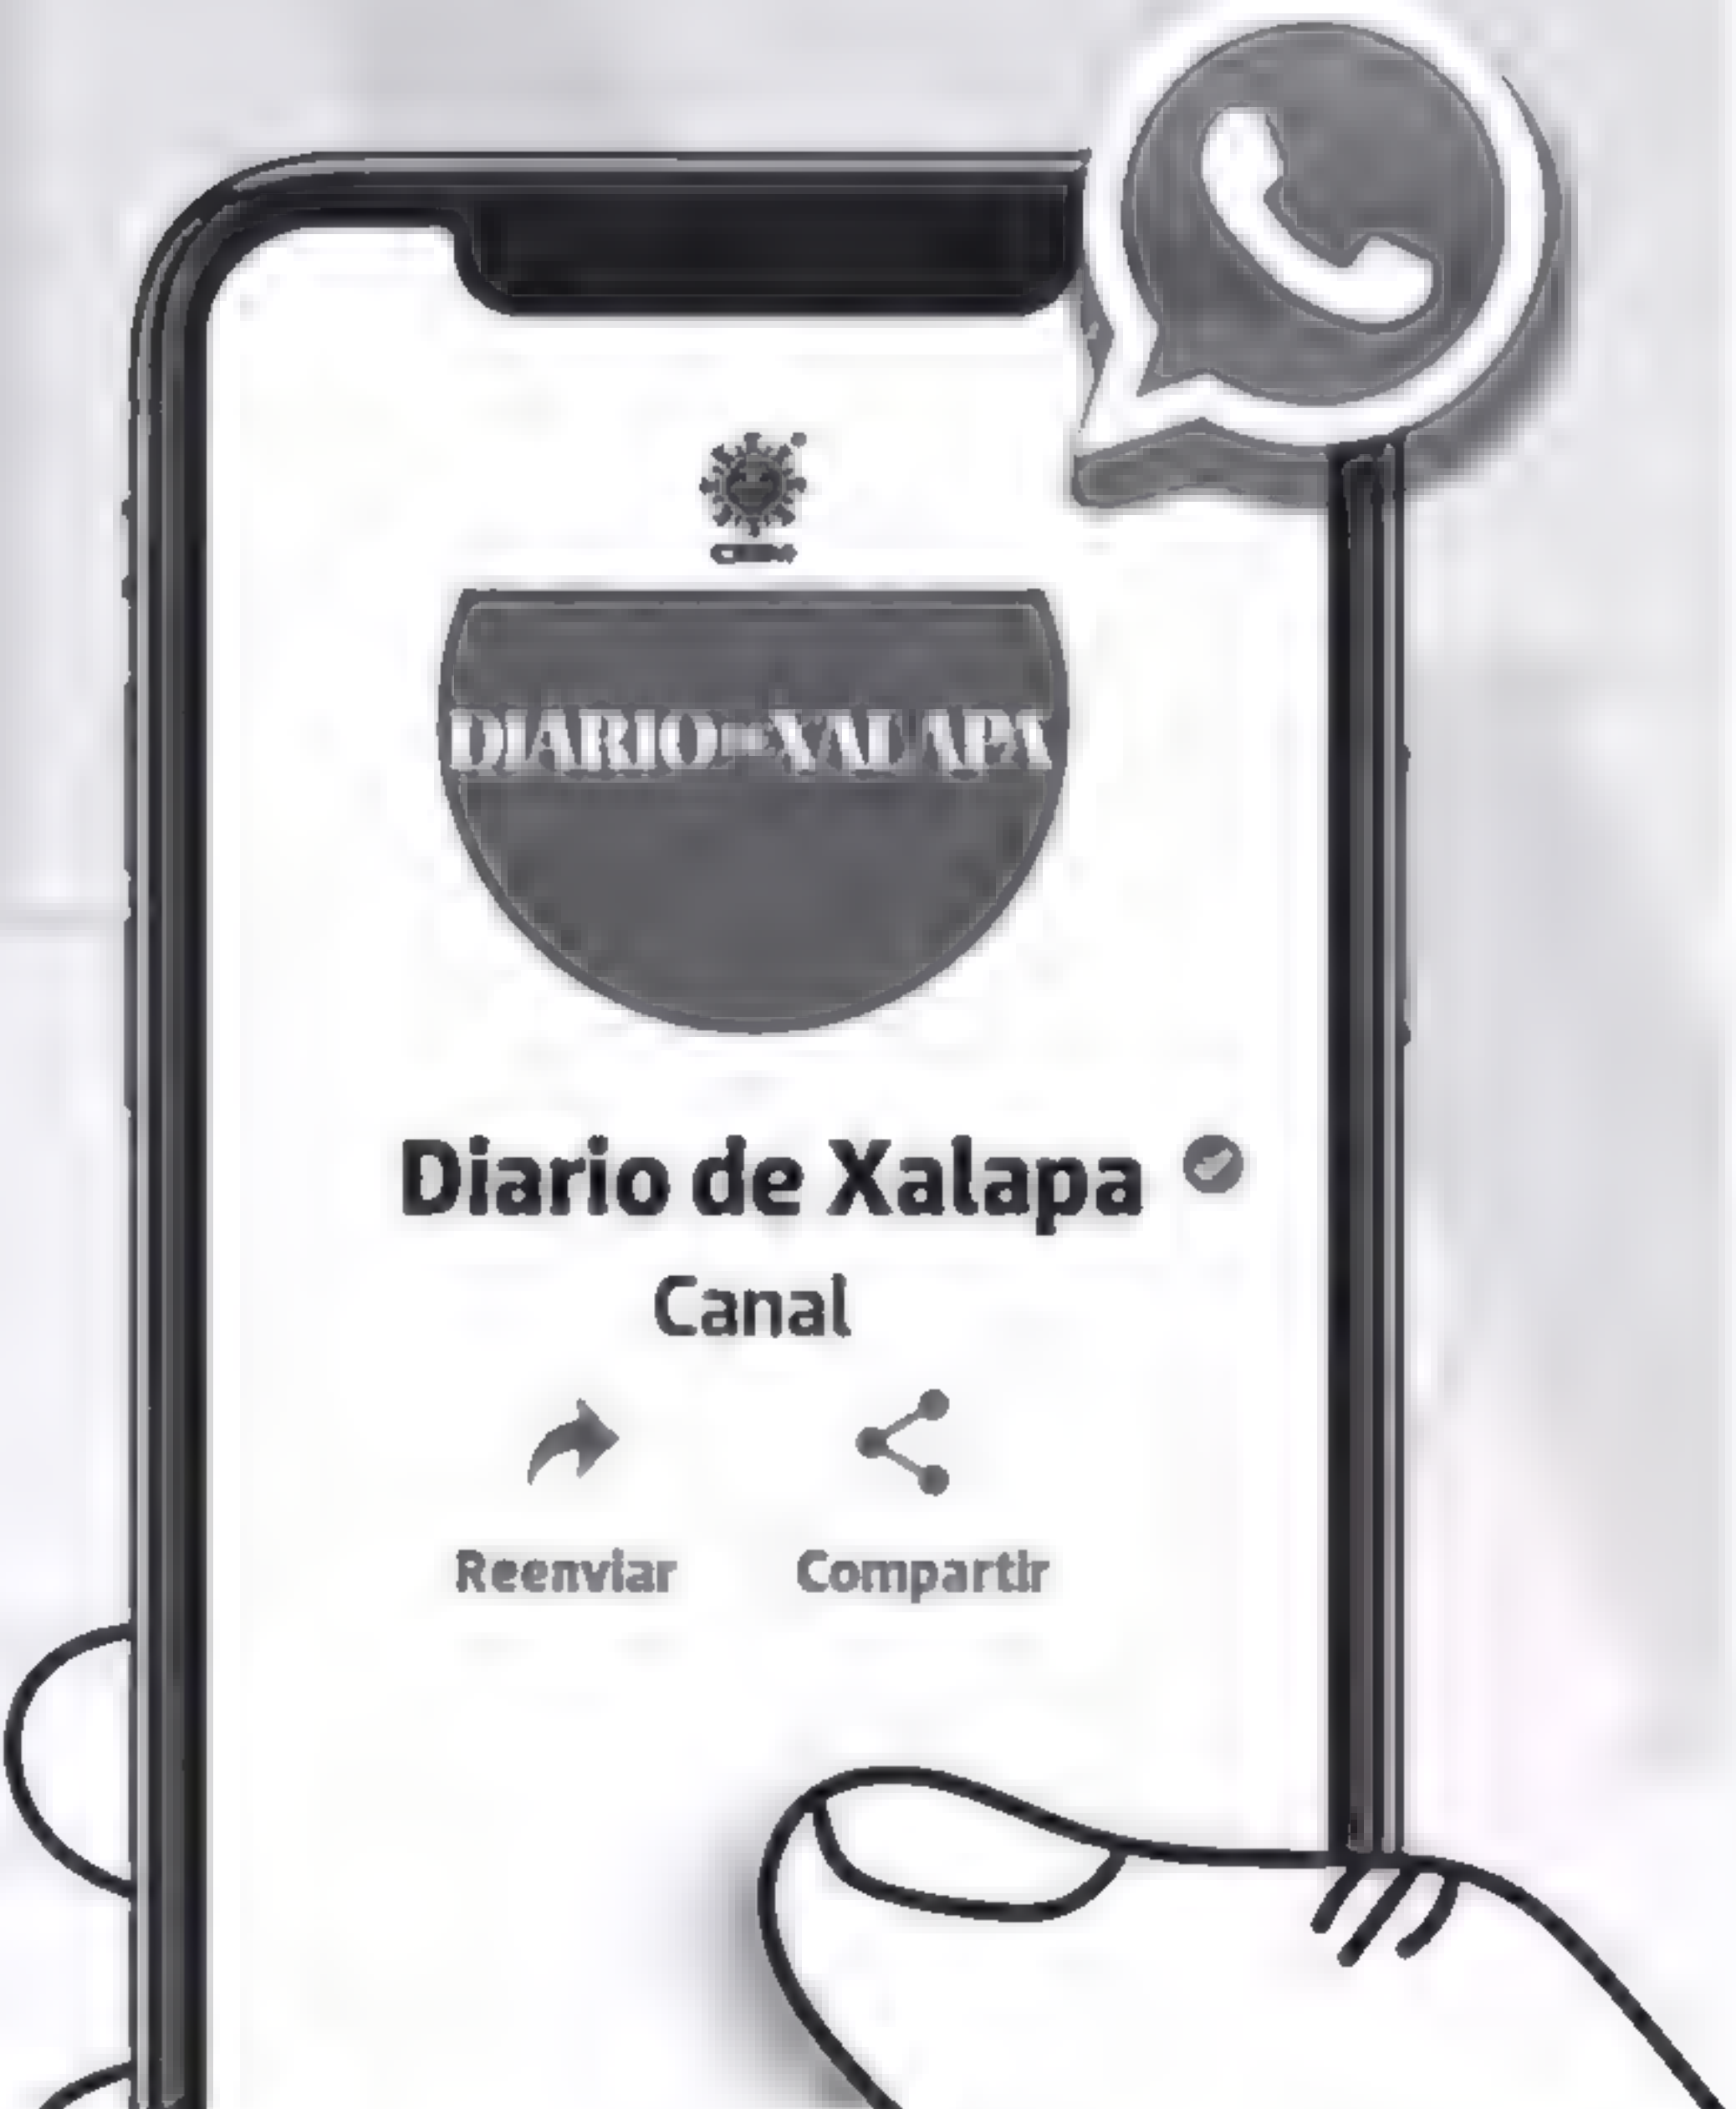 DIARIO DE XALAPA
Diario de Xalapa
Canal
Reenviar
Compartir